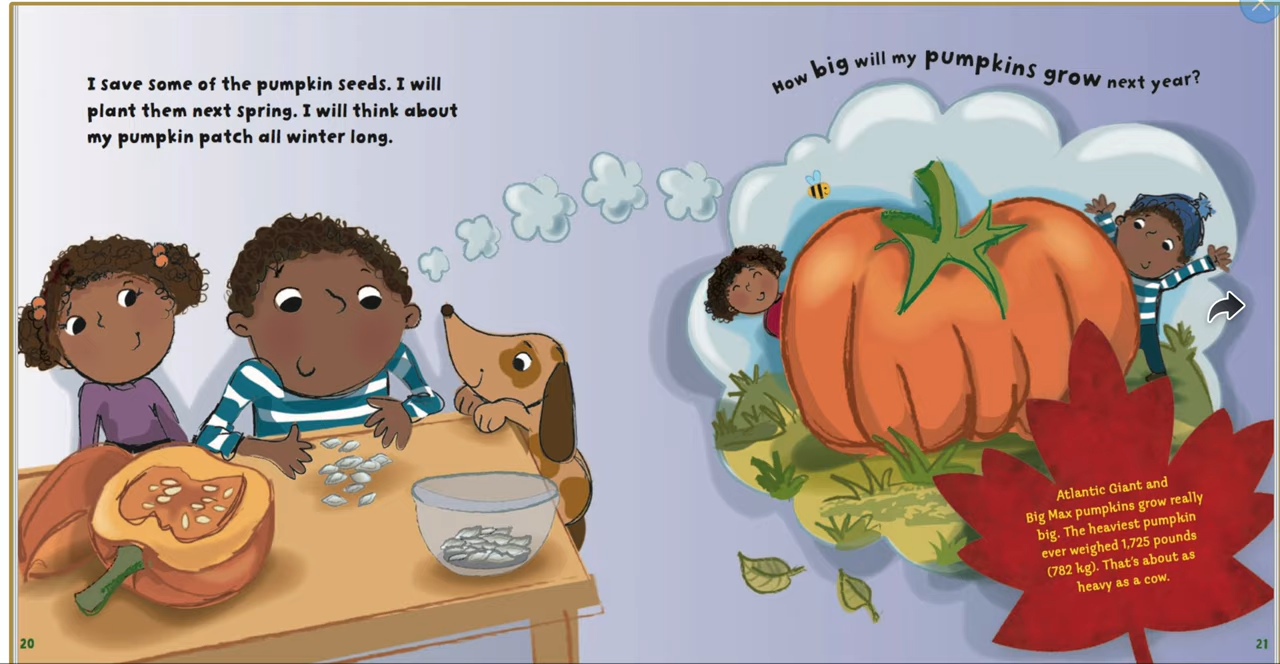 I save some of the pumpkin seeds. I will
plant them next spring. I will think about
my pumpkin patch all winter long.
How big will my pumpkins grow next year?
Atlantic Giant and
Big Max pumpkins grow really
big. The heaviest pumpkin
ever weighed 1,725 pounds
(782 kg). That's about as
heavy as a cow.
20
21